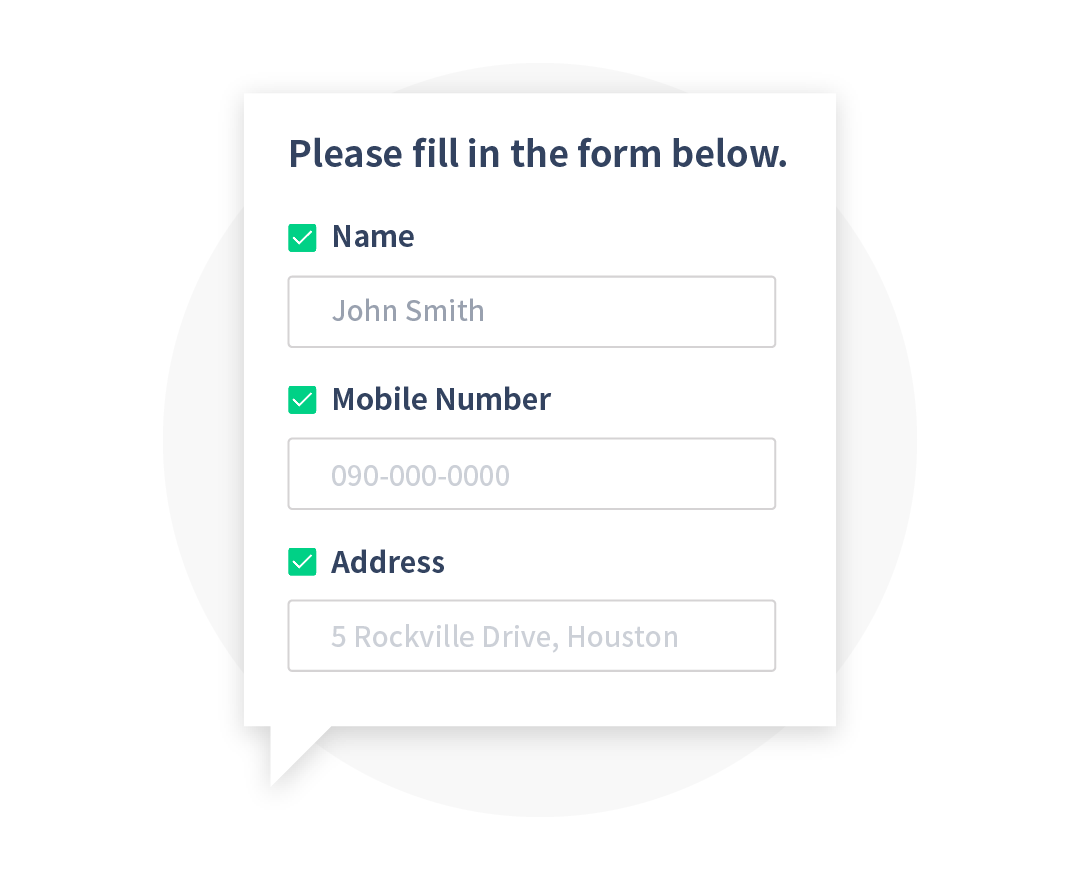 Please fill in the form below.
Name
John Smith
Mobile Number
090-000-0000
Address
5 Rockville Drive, Houston